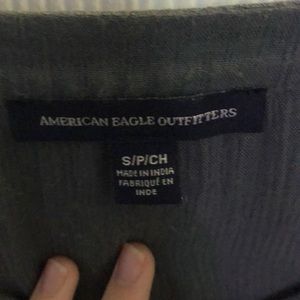 AMERICAN EAGLE OUTFITTERS
S/P/CH
MADE IN INDIA
FABRIQUÉ EN
INDE